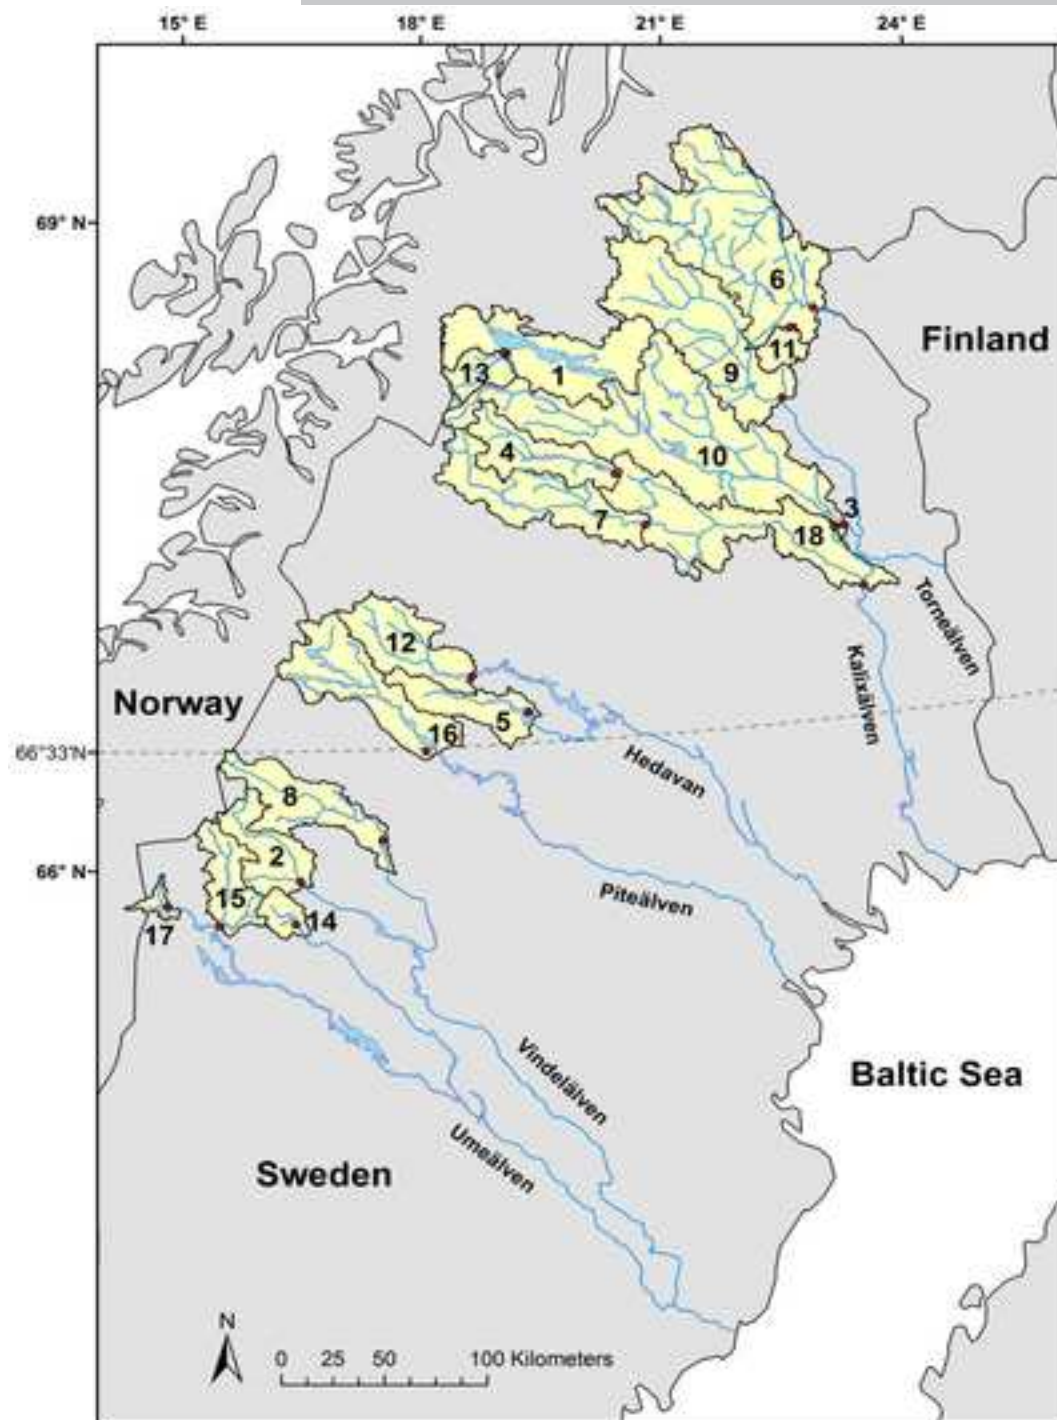 15° E 18° E 21° E 24° E
69° N
6
Finland
11
13 1 9
4 10
3
7 18
Torneälven
12
Kalixälven
Norway
5
16
66°33'N
Hedavan
8
2
66° N
Piteälven
15
14
17
Vindelälven
Baltic Sea
Umeälven
Sweden
N
0 25 50 100 Kilometers